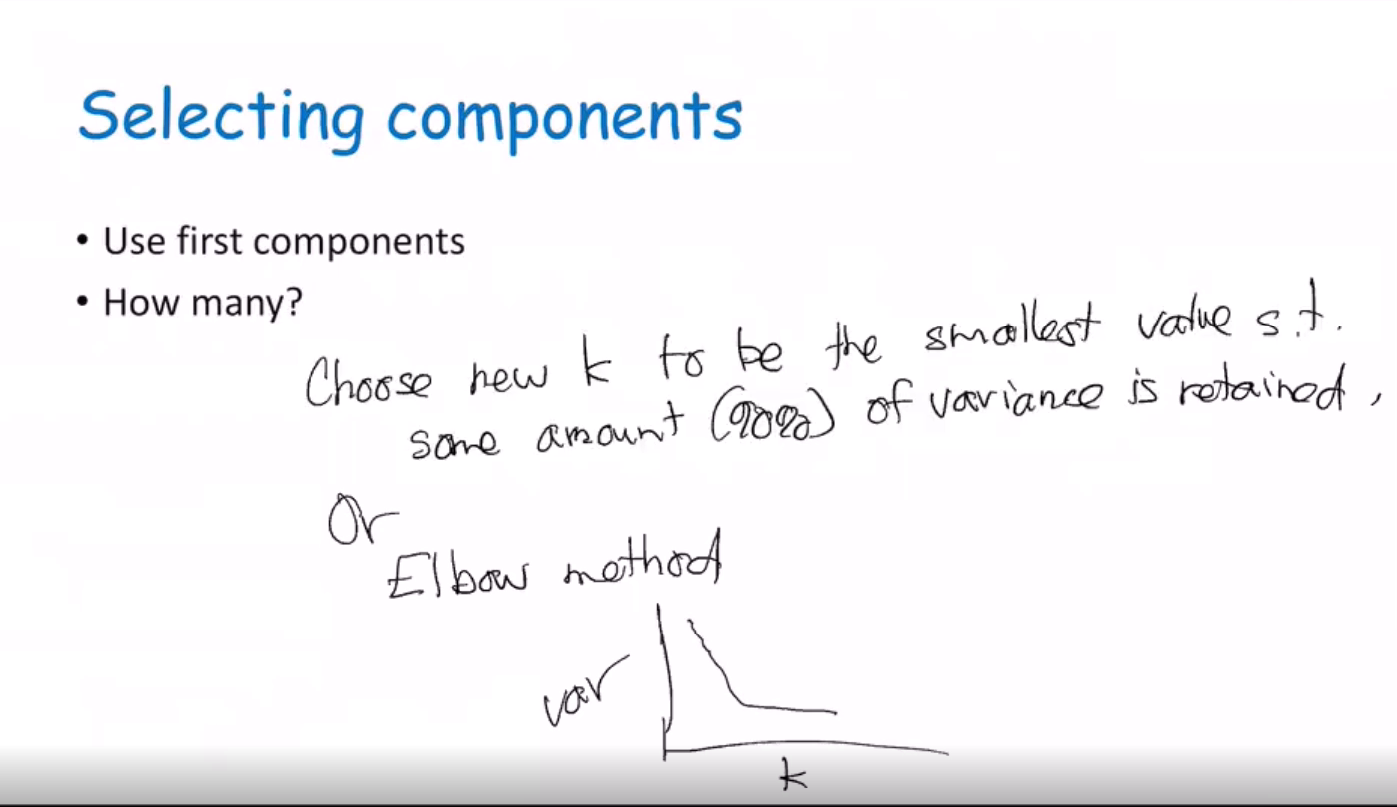 Selecting components
• Use first components
• How many?
Choose new k to be the smallest value s.t.
some amount (90%) of variance is retained,
Or
Elbow method
var
k